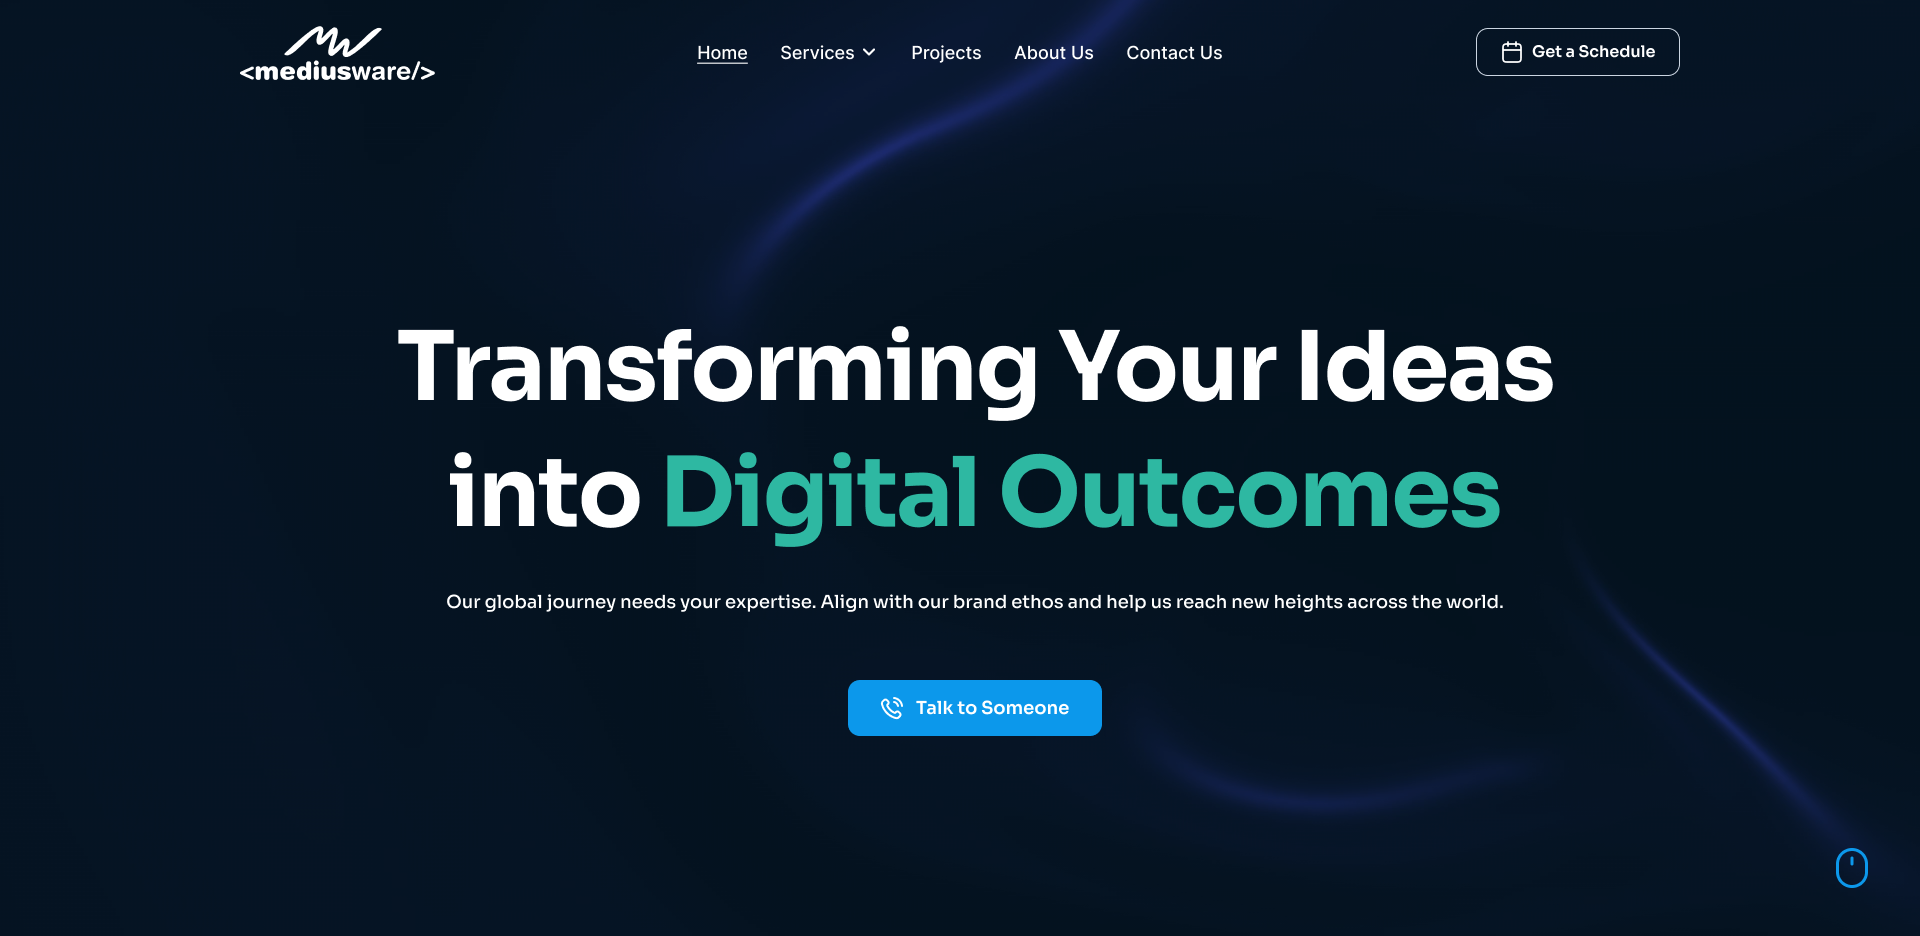 <mediusware/>
Home Services Projects About Us Contact Us
Get a Schedule
Transforming Your Ideas
into Digital Outcomes
Our global journey needs your expertise. Align with our brand ethos and help us reach new heights across the world.
Talk to Someone